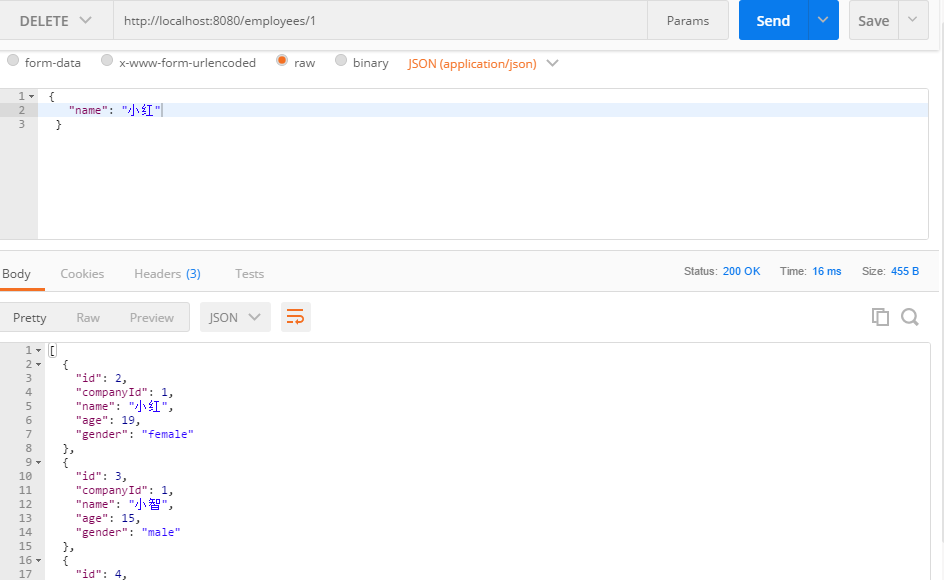 DELETE http://localhost:8080/employees/1 Params Send Save
form-data x-www-form-urlencoded raw binary JSON (application/json)
1 {
2 "name": "小红"
3 }
Body Cookies Headers (3) Tests Status: 200 OK Time: 16 ms Size: 455 B
Pretty Raw Preview JSON
1 [
2 {
3 "id": 2,
4 "companyId": 1,
5 "name": "小红",
6 "age": 19,
7 "gender": "female"
8 },
9 {
10 "id": 3,
11 "companyId": 1,
12 "name": "小智",
13 "age": 15,
14 "gender": "male"
15 },
16 {
17 "id": 4,